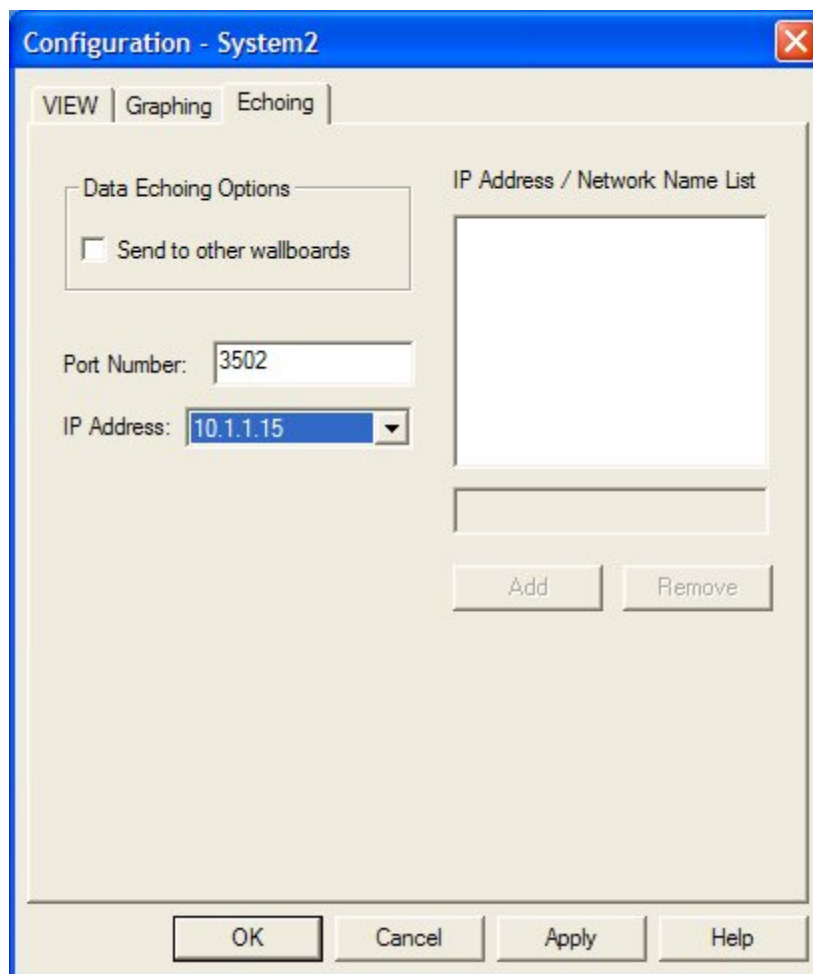 Configuration - System2
VIEW
Graphing
Echoing
Data Echoing Options
Send to other wallboards
Port Number:
3502
IP Address:
10.1.1.15
IP Address / Network Name List
Add
Remove
OK
Cancel
Apply
Help